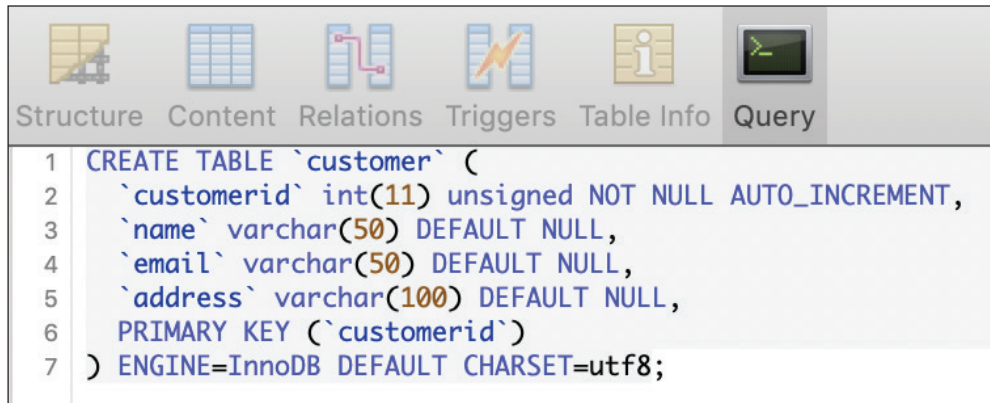 Structure Content Relations Triggers Table Info Query
1 CREATE TABLE `customer` (
2 `customerid` int(11) unsigned NOT NULL AUTO_INCREMENT,
3 `name` varchar(50) DEFAULT NULL,
4 `email` varchar(50) DEFAULT NULL,
5 `address` varchar(100) DEFAULT NULL,
6 PRIMARY KEY (`customerid`)
7 ) ENGINE=InnoDB DEFAULT CHARSET=utf8;